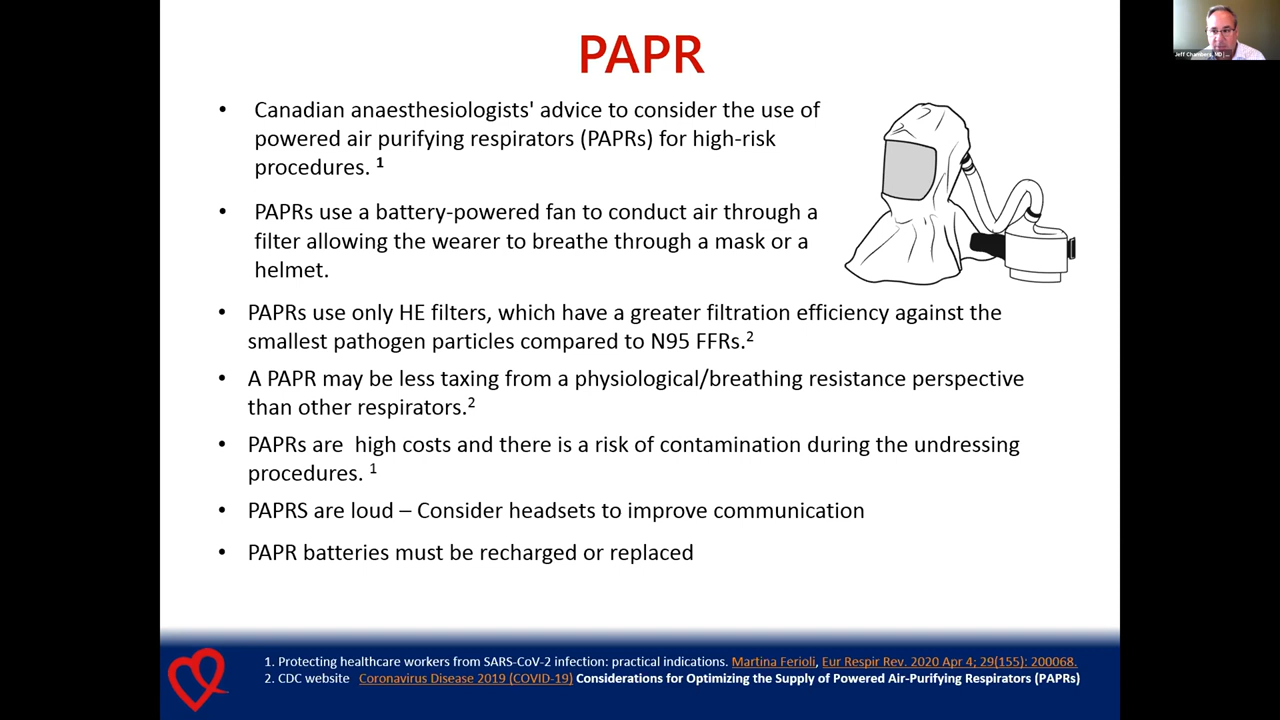 PAPR
• Canadian anaesthesiologists' advice to consider the use of
powered air purifying respirators (PAPRs) for high-risk
procedures. 1
• PAPRs use a battery-powered fan to conduct air through a
filter allowing the wearer to breathe through a mask or a
helmet.
• PAPRs use only HE filters, which have a greater filtration efficiency against the
smallest pathogen particles compared to N95 FFRs.2
• A PAPR may be less taxing from a physiological/breathing resistance perspective
than other respirators.2
• PAPRs are high costs and there is a risk of contamination during the undressing
procedures. 1
• PAPRS are loud – Consider headsets to improve communication
• PAPR batteries must be recharged or replaced
1. Protecting healthcare workers from SARS-CoV-2 infection: practical indications. Martina Ferioli, Eur Respir Rev. 2020 Apr 4; 29(155): 200068.
2. CDC website Coronavirus Disease 2019 (COVID-19) Considerations for Optimizing the Supply of Powered Air-Purifying Respirators (PAPRs)
Jeff Chambers, MD | ...